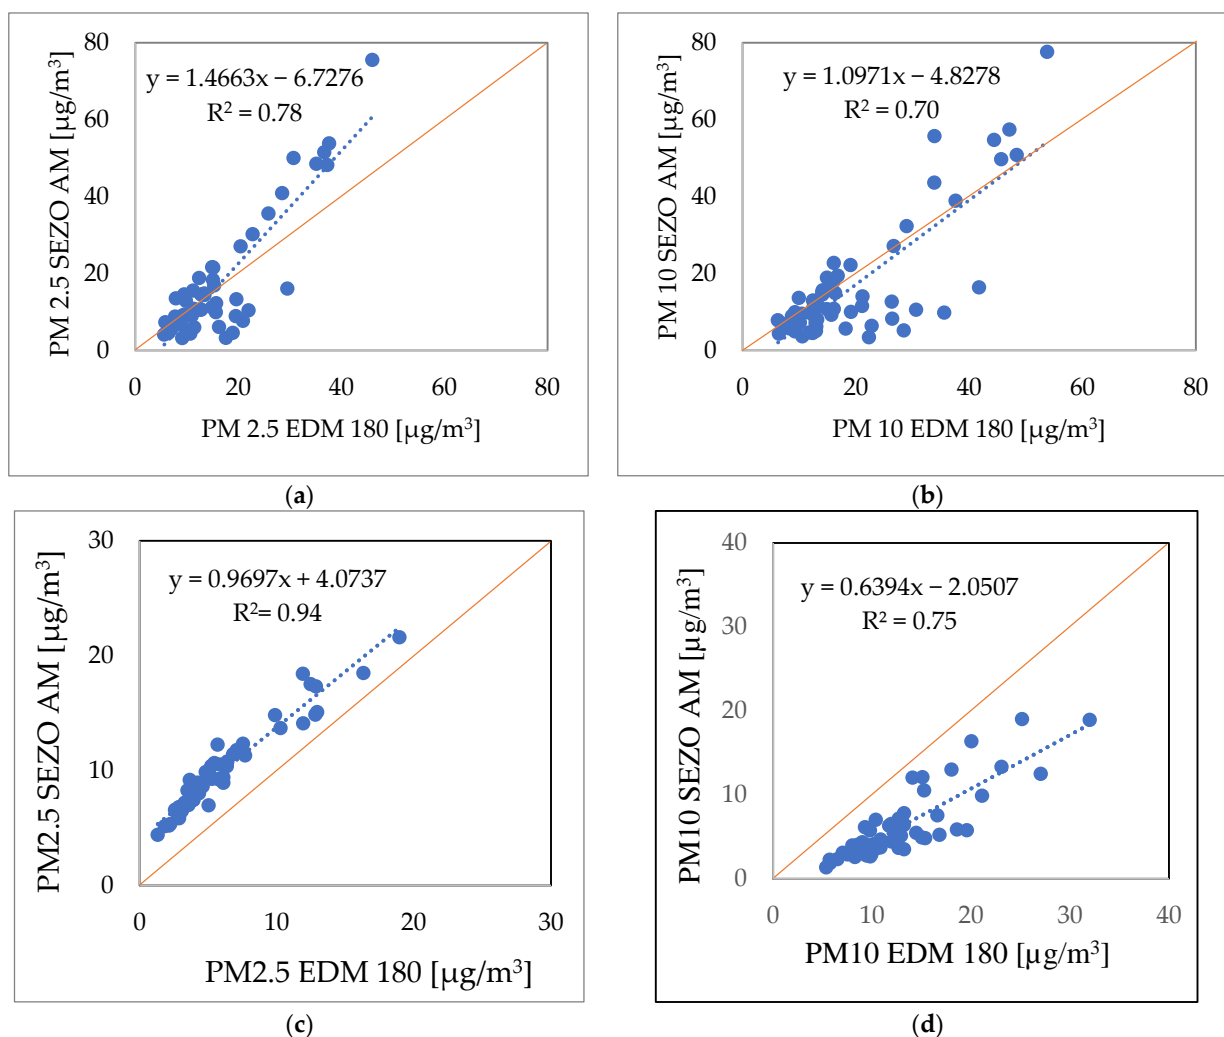 PM 2.5 SEZO AM [µg/m³]
80
60
40
20
0
y = 1.4663x − 6.7276
R² = 0.78
0 20 40 60 80
PM 2.5 EDM 180 [µg/m³]
(a)
PM 10 SEZO AM [µg/m³]
80
60
40
20
0
y = 1.0971x − 4.8278
R² = 0.70
0 20 40 60 80
PM 10 EDM 180 [µg/m³]
(b)
PM2.5 SEZO AM [µg/m³]
30
20
10
0
y = 0.9697x + 4.0737
R²= 0.94
0 10 20 30
PM2.5 EDM 180 [µg/m³]
(c)
PM10 SEZO AM [µg/m³]
40
30
20
10
0
y = 0.6394x − 2.0507
R² = 0.75
0 10 20 30 40
PM10 EDM 180 [µg/m³]
(d)